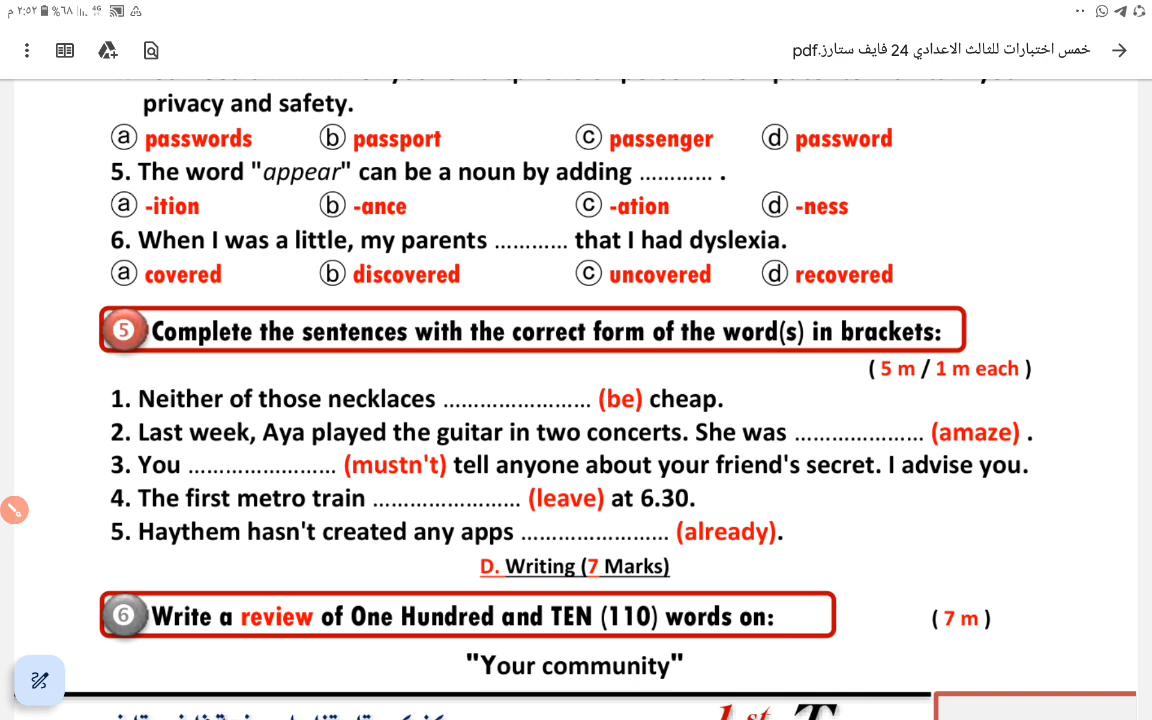 م ٢:٥٢ %٦٨ 4G
خمس اختبارات للثالث الاعدادي 24 فايف ستارز.pdf
privacy and safety.
ⓐ passwords ⓑ passport ⓒ passenger ⓓ password
5. The word "appear" can be a noun by adding ............ .
ⓐ -ition ⓑ -ance ⓒ -ation ⓓ -ness
6. When I was a little, my parents ............ that I had dyslexia.
ⓐ covered ⓑ discovered ⓒ uncovered ⓓ recovered
5 Complete the sentences with the correct form of the word(s) in brackets:
( 5 m / 1 m each )
1. Neither of those necklaces ........................ (be) cheap.
2. Last week, Aya played the guitar in two concerts. She was ..................... (amaze) .
3. You ........................ (mustn't) tell anyone about your friend's secret. I advise you.
4. The first metro train ........................ (leave) at 6.30.
5. Haythem hasn't created any apps ........................ (already).
D. Writing (7 Marks)
6 Write a review of One Hundred and TEN (110) words on: ( 7 m )
"Your community"
1st T